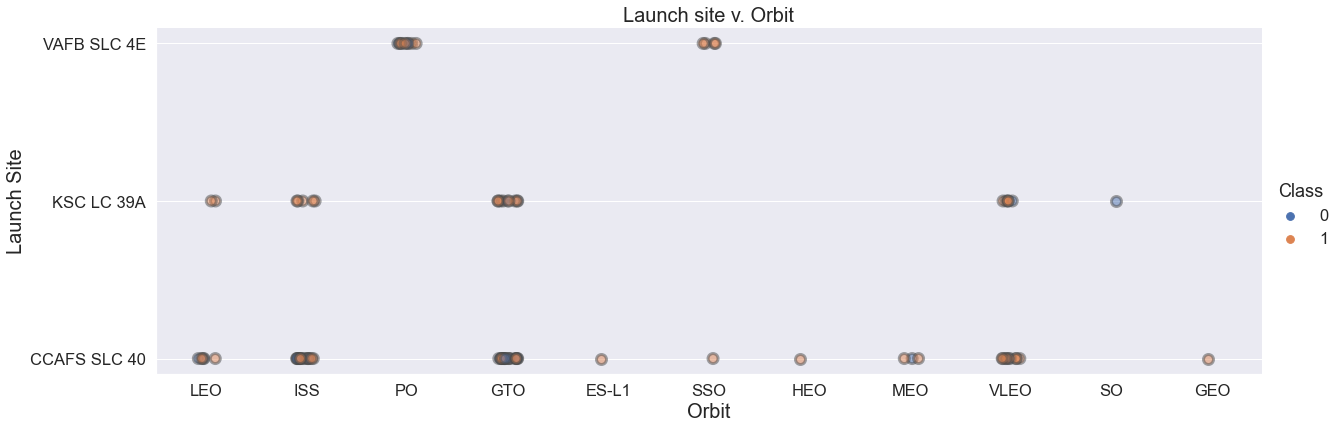 Launch site v. Orbit
Launch Site
VAFB SLC 4E
KSC LC 39A
CCAFS SLC 40
LEO ISS PO GTO ES-L1 SSO HEO MEO VLEO SO GEO
Orbit
Class
0
1